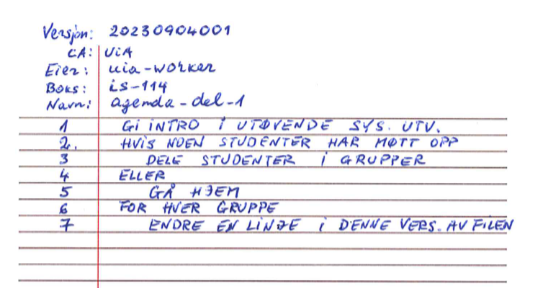 Versjon: 20230904001
CA: UiA
Eier: uia-worker
Boks: is-114
Navn: agenda-del-1
1 GI INTRO I UTØVENDE SYS. UTV.
2. HVIS NOEN STUDENTER HAR MØTT OPP
3 DELE STUDENTER I GRUPPER
4 ELLER
5 GÅ HJEM
6 FOR HVER GRUPPE
7 ENDRE EN LINJE I DENNE VERS. AV FILEN